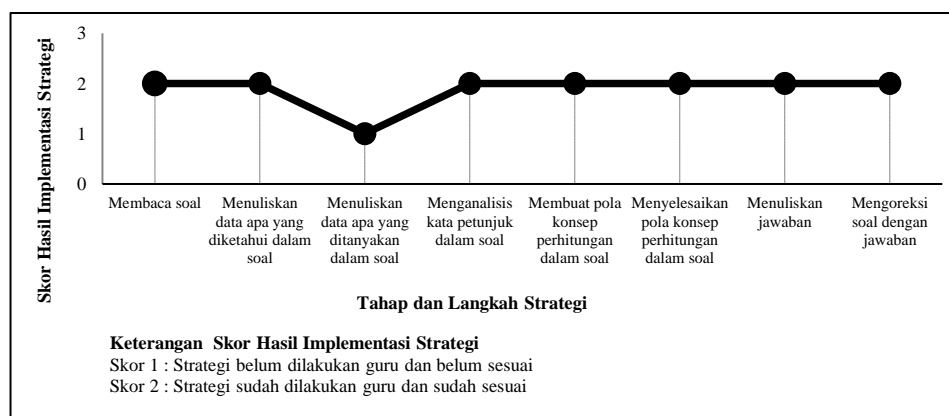 Skor Hasil Implementasi Strategi
3
2
1
0
Membaca soal
Menuliskan
data apa yang
diketahui dalam
soal
Menuliskan
data apa yang
ditanyakan
dalam soal
Menganalisis
kata petunjuk
dalam soal
Membuat pola
konsep
perhitungan
dalam soal
Menyelesaikan
pola konsep
perhitungan
dalam soal
Menuliskan
jawaban
Mengoreksi
soal dengan
jawaban
Tahap dan Langkah Strategi
Keterangan Skor Hasil Implementasi Strategi
Skor 1 : Strategi belum dilakukan guru dan belum sesuai
Skor 2 : Strategi sudah dilakukan guru dan sudah sesuai